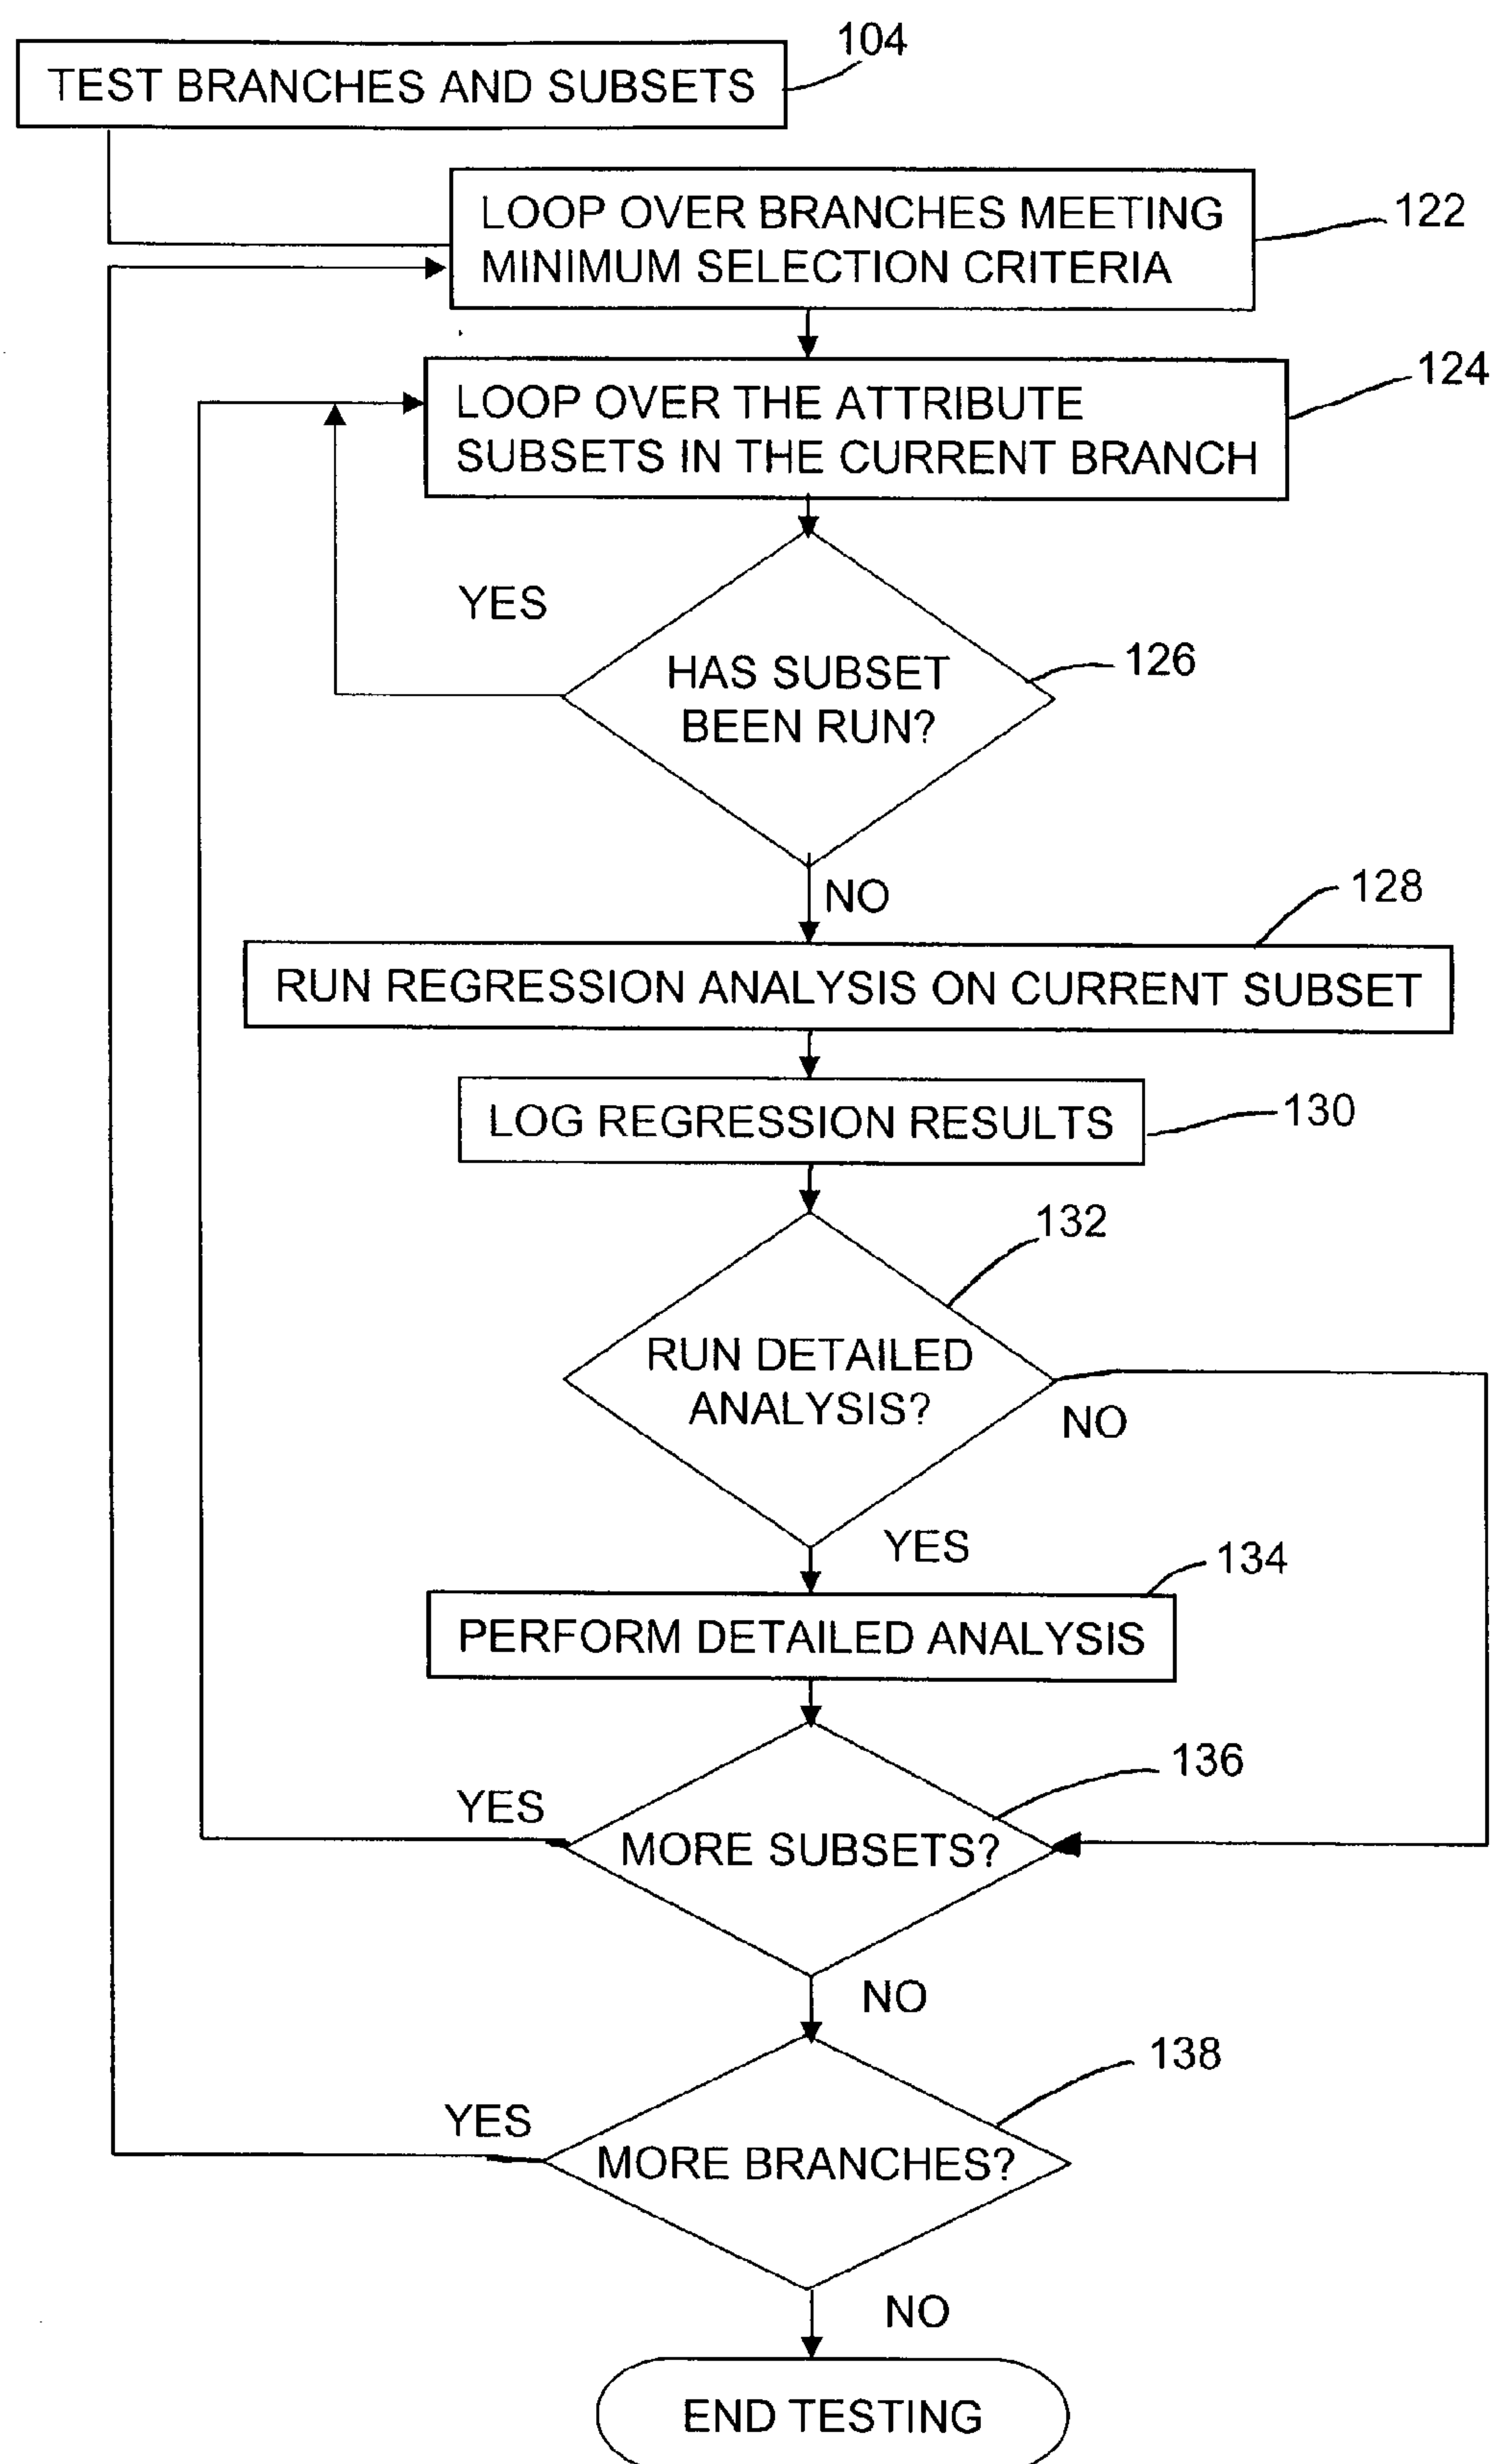 104
TEST BRANCHES AND SUBSETS
LOOP OVER BRANCHES MEETING
MINIMUM SELECTION CRITERIA
122
LOOP OVER THE ATTRIBUTE
SUBSETS IN THE CURRENT BRANCH
124
YES
HAS SUBSET
BEEN RUN?
126
NO
128
RUN REGRESSION ANALYSIS ON CURRENT SUBSET
LOG REGRESSION RESULTS
130
132
RUN DETAILED
ANALYSIS?
NO
YES
134
PERFORM DETAILED ANALYSIS
136
YES
MORE SUBSETS?
NO
138
YES
MORE BRANCHES?
NO
END TESTING